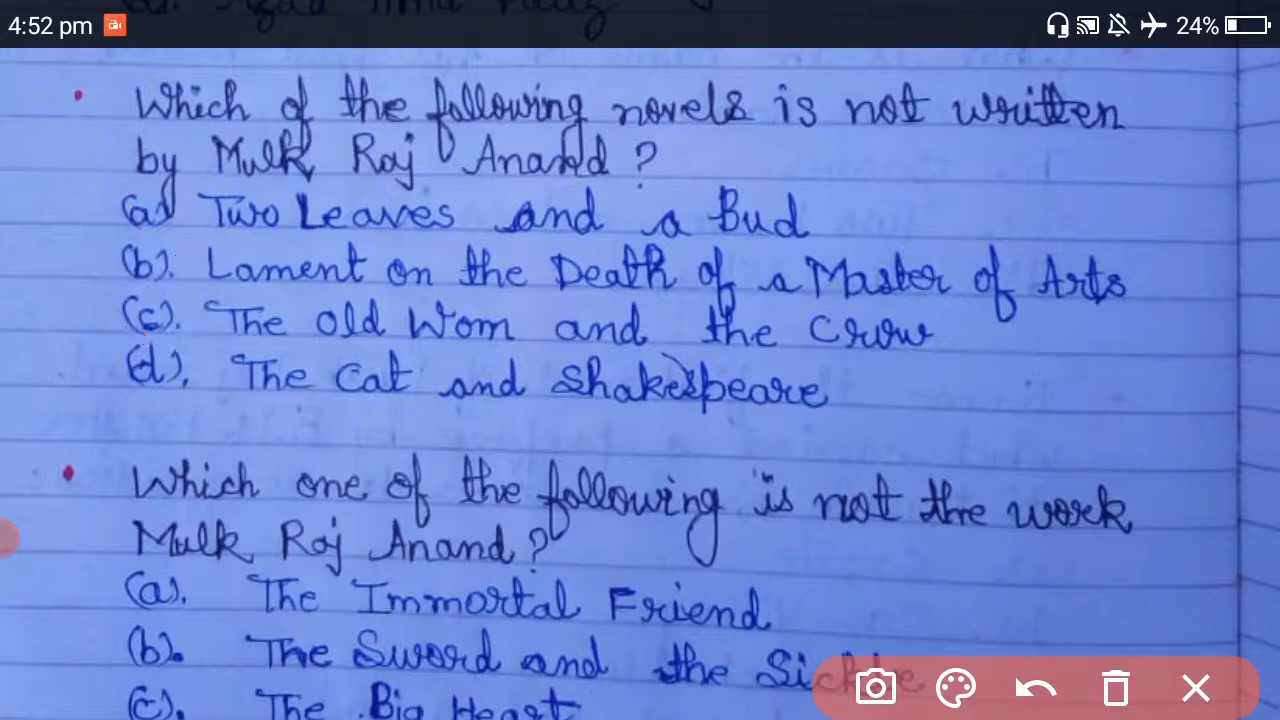 4:52 pm
24%
Which of the following novels is not written
by Mulk Raj Anand ?
(a) Two Leaves and a Bud
(b). Lament on the Death of a Master of Arts
(c). The Old Wom and the Crow
(d). The Cat and Shakespeare
Which one of the following is not the work
Mulk Raj Anand ?
(a). The Immortal Friend
(b). The Sword and the Sickle
(c). The Big Heart